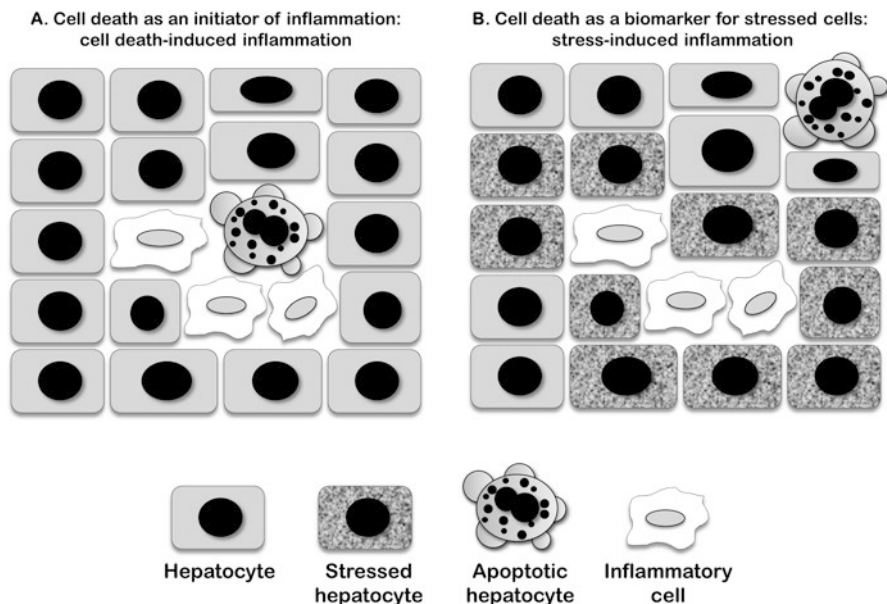 A. Cell death as an initiator of inflammation:
cell death-induced inflammation
B. Cell death as a biomarker for stressed cells:
stress-induced inflammation
Hepatocyte
Stressed
hepatocyte
Apoptotic
hepatocyte
Inflammatory
cell